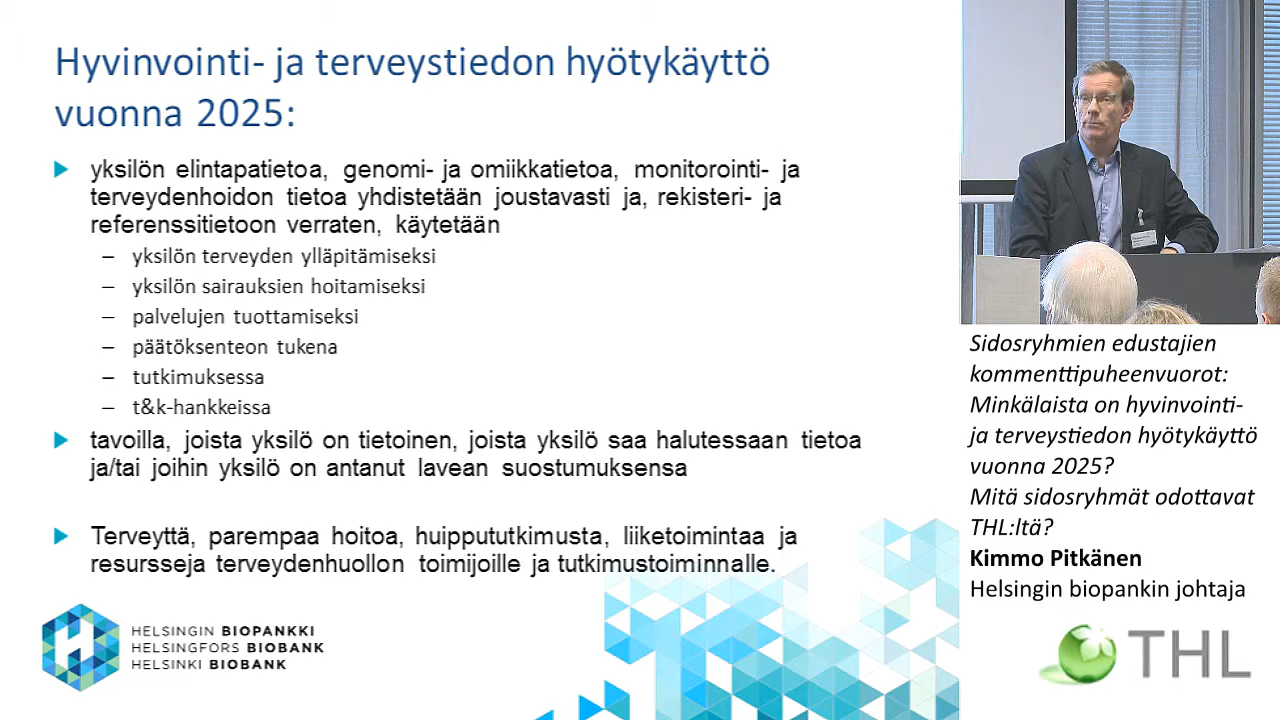 Hyvinvointi- ja terveystiedon hyötykäyttö
vuonna 2025:
yksilön elintapatietoa, genomi- ja omiikkatietoa, monitorointi- ja
terveydenhoidon tietoa yhdistetään joustavasti ja, rekisteri- ja
referenssitietoon verraten, käytetään
– yksilön terveyden ylläpitämiseksi
– yksilön sairauksien hoitamiseksi
– palvelujen tuottamiseksi
– päätöksenteon tukena
– tutkimuksessa
– t&k-hankkeissa
tavoilla, joista yksilö on tietoinen, joista yksilö saa halutessaan tietoa
ja/tai joihin yksilö on antanut lavean suostumuksensa
Terveyttä, parempaa hoitoa, huippututkimusta, liiketoimintaa ja
resursseja terveydenhuollon toimijoille ja tutkimustoiminnalle.
HELSINGIN BIOPANKKI
HELSINGFORS BIOBANK
HELSINKI BIOBANK
Sidosryhmien edustajien
kommenttipuheenvuorot:
Minkälaista on hyvinvointi-
ja terveystiedon hyötykäyttö
vuonna 2025?
Mitä sidosryhmät odottavat
THL:ltä?
Kimmo Pitkänen
Helsingin biopankin johtaja
THL